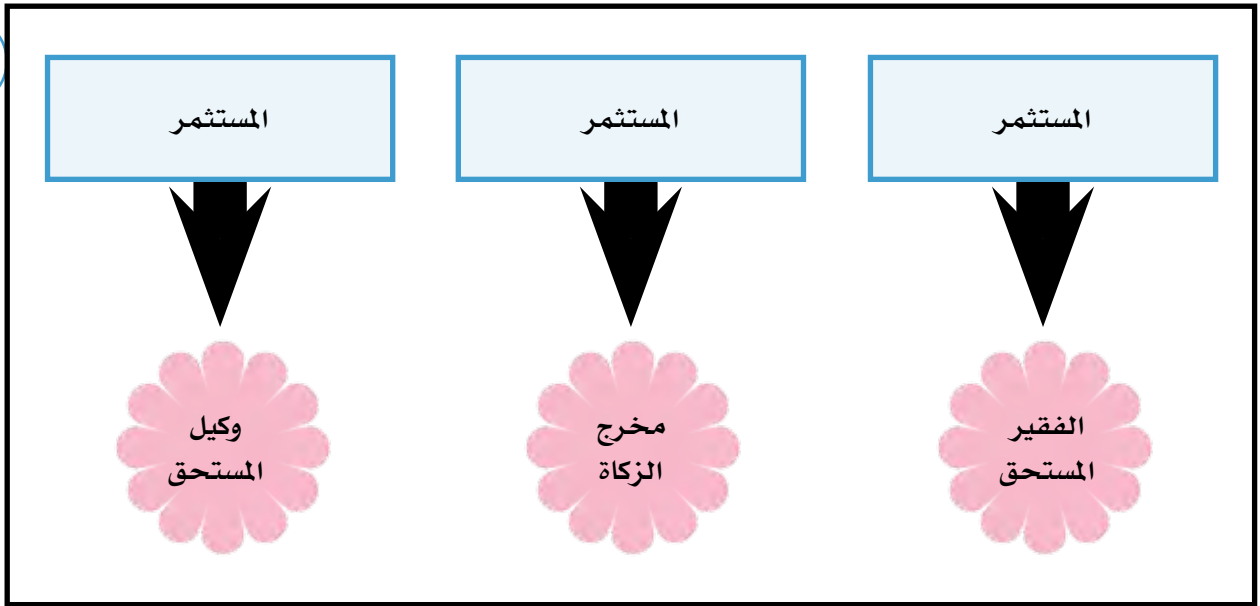 المستثمر
المستثمر
المستثمر
الفقير
المستحق
مخرج
الزكاة
وكيل
المستحق